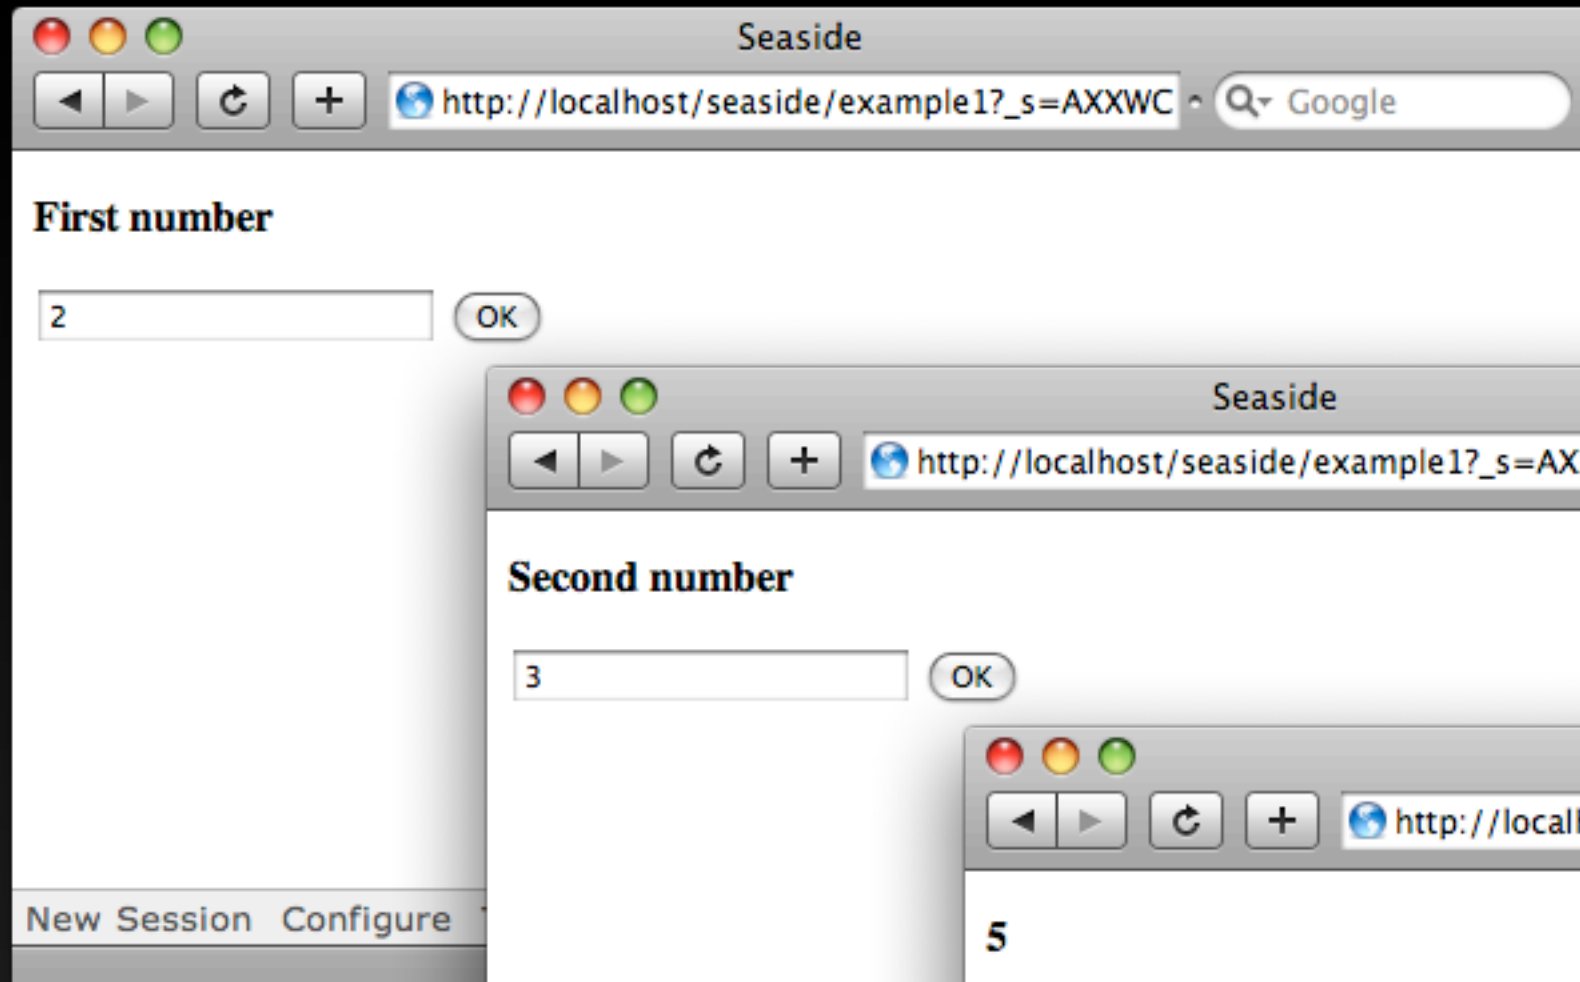 Seaside
http://localhost/seaside/example1?_s=AXXWC
Google
First number
2
OK
Seaside
http://localhost/seaside/example1?_s=AX
Second number
3
OK
http://local
5
New Session Configure